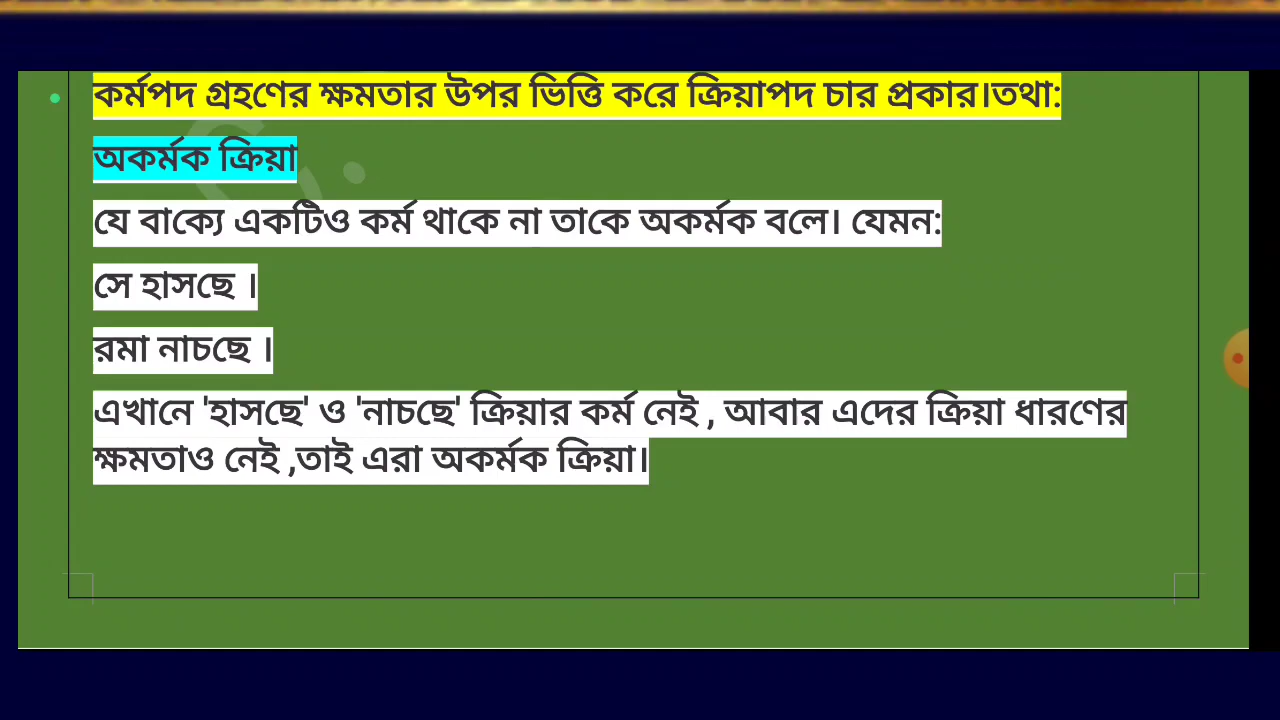 কর্মপদ গ্রহণের ক্ষমতার উপর ভিত্তি করে ক্রিয়াপদ চার প্রকার।তথা:
অকর্মক ক্রিয়া
যে বাক্যে একটিও কর্ম থাকে না তাকে অকর্মক বলে। যেমন:
সে হাসছে ।
রমা নাচছে ।
এখানে 'হাসছে' ও 'নাচছে' ক্রিয়ার কর্ম নেই , আবার এদের ক্রিয়া ধারণের
ক্ষমতাও নেই ,তাই এরা অকর্মক ক্রিয়া।